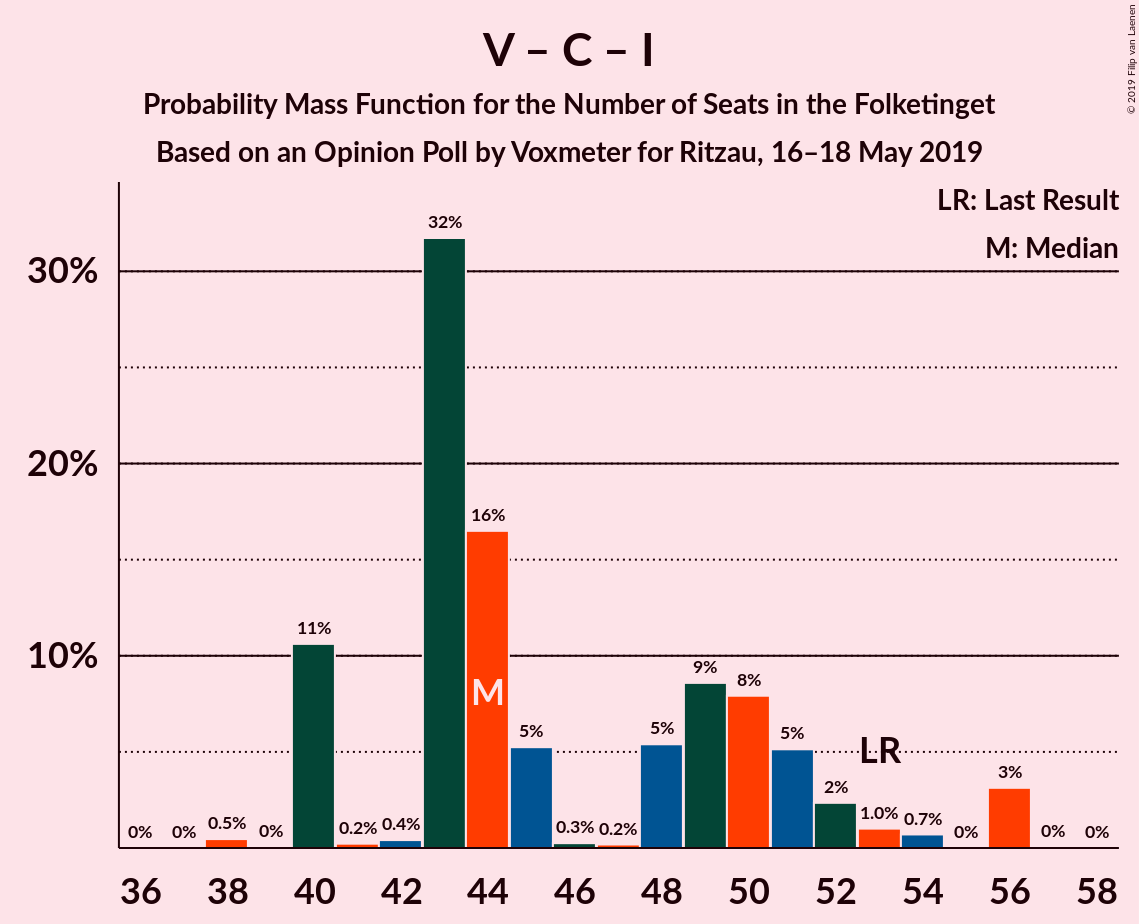 V – C – I
Probability Mass Function for the Number of Seats in the Folketinget
Based on an Opinion Poll by Voxmeter for Ritzau, 16–18 May 2019
© 2019 Filip van Laenen
LR: Last Result
M: Median
30%
20%
10%
0%
0%
0.5%
0%
11%
0.2%
0.4%
32%
16%
5%
0.3%
0.2%
5%
9%
8%
5%
2%
1.0%
0.7%
0%
3%
0%
0%
M
LR
36 38 40 42 44 46 48 50 52 54 56 58